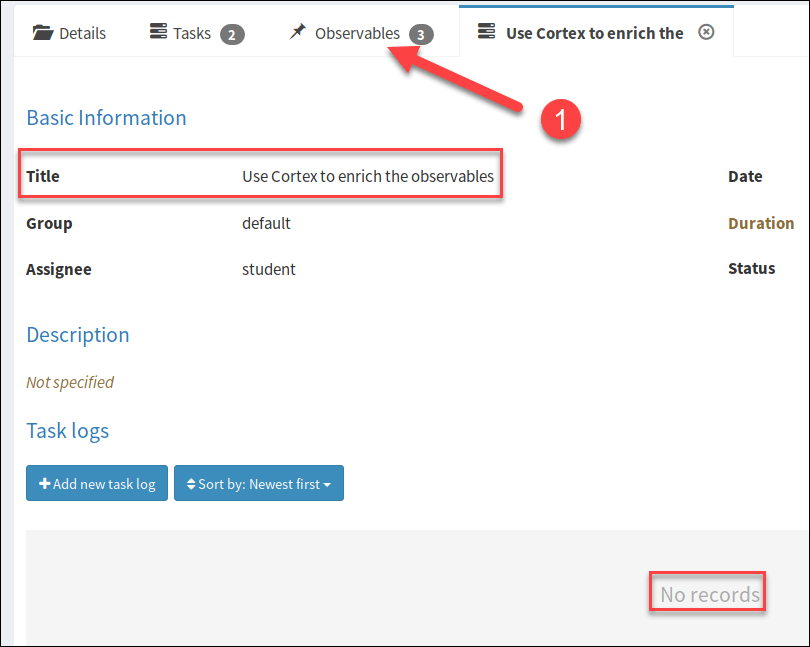 Details Tasks 2 Observables 3 Use Cortex to enrich the
1
Basic Information
Title Use Cortex to enrich the observables Date
Group default Duration
Assignee student Status
Description
Not specified
Task logs
Add new task log Sort by: Newest first
No records